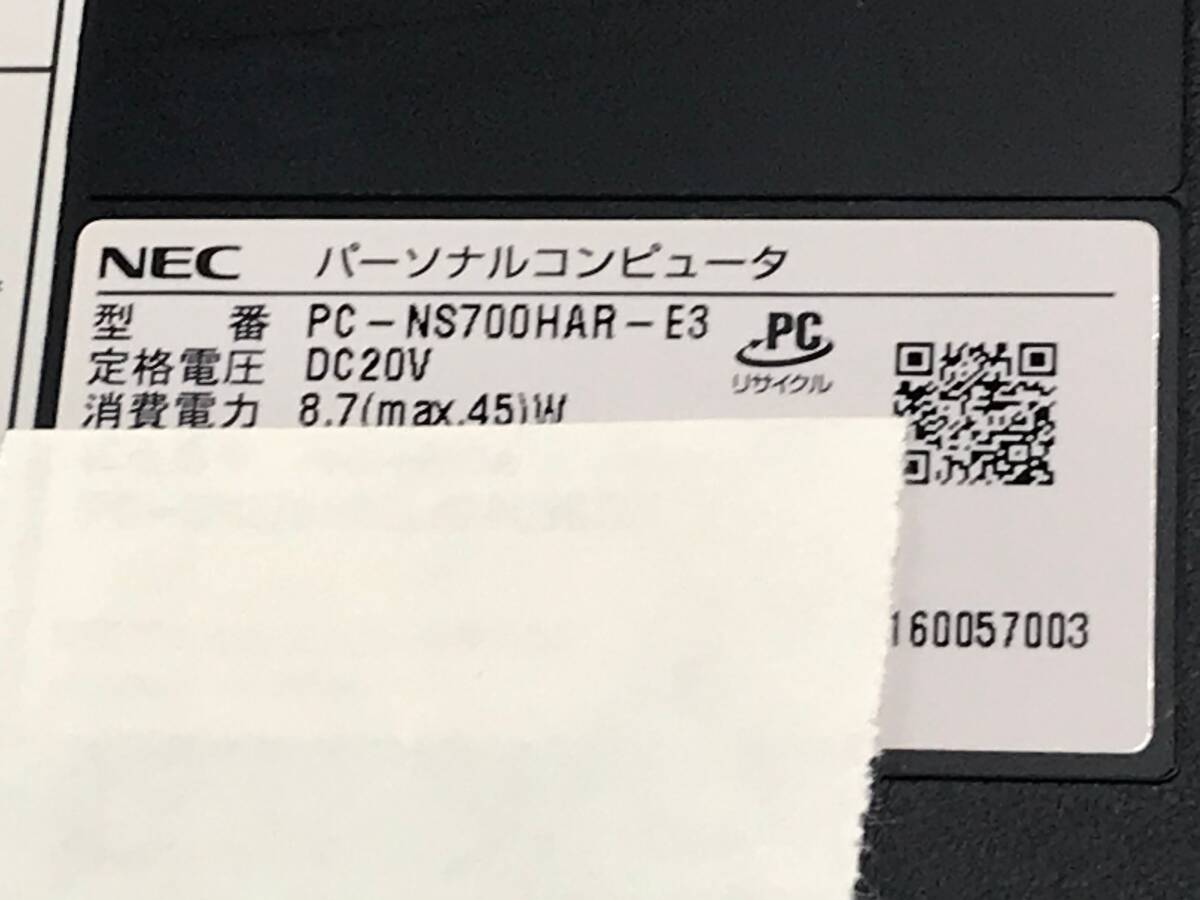 NEC パーソナルコンピュータ
型 番 PC-NS700HAR-E3
定格電圧 DC20V
消費電力 8.7(max.45)W
PC
リサイクル
160057003